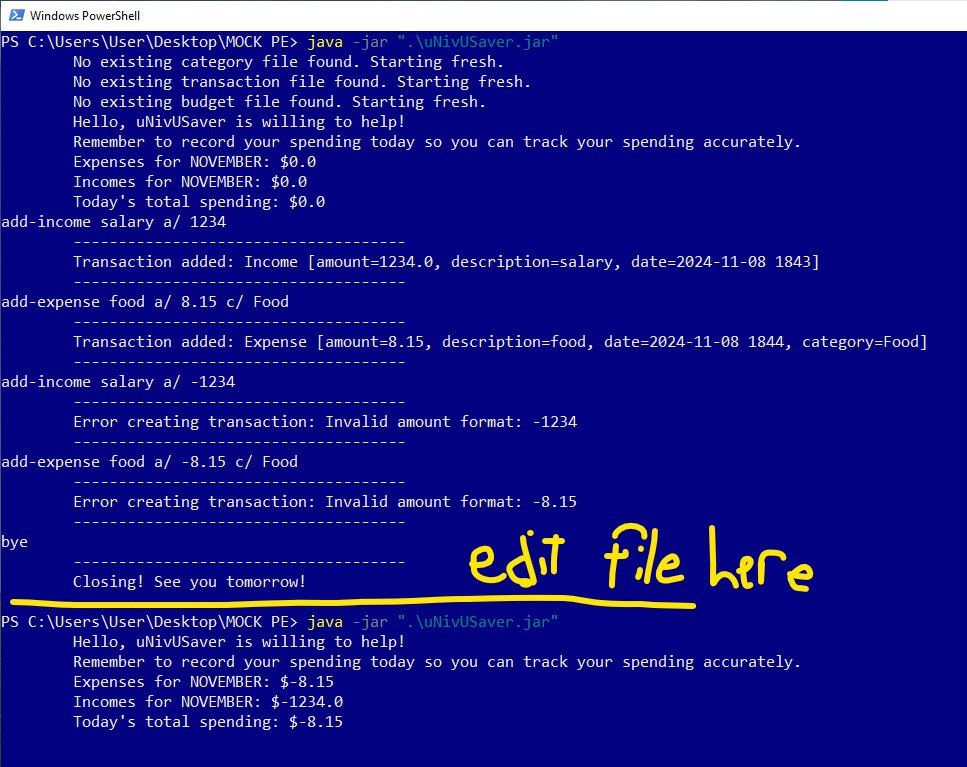 Windows PowerShell
PS C:\Users\User\Desktop\MOCK PE> java -jar ".\uNivUSaver.jar"
No existing category file found. Starting fresh.
No existing transaction file found. Starting fresh.
No existing budget file found. Starting fresh.
Hello, uNivUSaver is willing to help!
Remember to record your spending today so you can track your spending accurately.
Expenses for NOVEMBER: $0.0
Incomes for NOVEMBER: $0.0
Today's total spending: $0.0
add-income salary a/ 1234
-------------------------------------
Transaction added: Income [amount=1234.0, description=salary, date=2024-11-08 1843]
-------------------------------------
add-expense food a/ 8.15 c/ Food
-------------------------------------
Transaction added: Expense [amount=8.15, description=food, date=2024-11-08 1844, category=Food]
-------------------------------------
add-income salary a/ -1234
-------------------------------------
Error creating transaction: Invalid amount format: -1234
-------------------------------------
add-expense food a/ -8.15 c/ Food
-------------------------------------
Error creating transaction: Invalid amount format: -8.15
-------------------------------------
bye
-------------------------------------
Closing! See you tomorrow!
edit file here
PS C:\Users\User\Desktop\MOCK PE> java -jar ".\uNivUSaver.jar"
Hello, uNivUSaver is willing to help!
Remember to record your spending today so you can track your spending accurately.
Expenses for NOVEMBER: $-8.15
Incomes for NOVEMBER: $-1234.0
Today's total spending: $-8.15